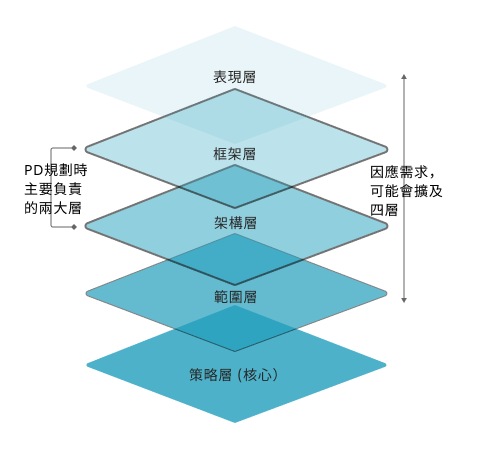 表現層
框架層
PD規劃時
主要負責
的兩大層
因應需求,
可能會擴及
四層
架構層
範圍層
策略層 (核心)